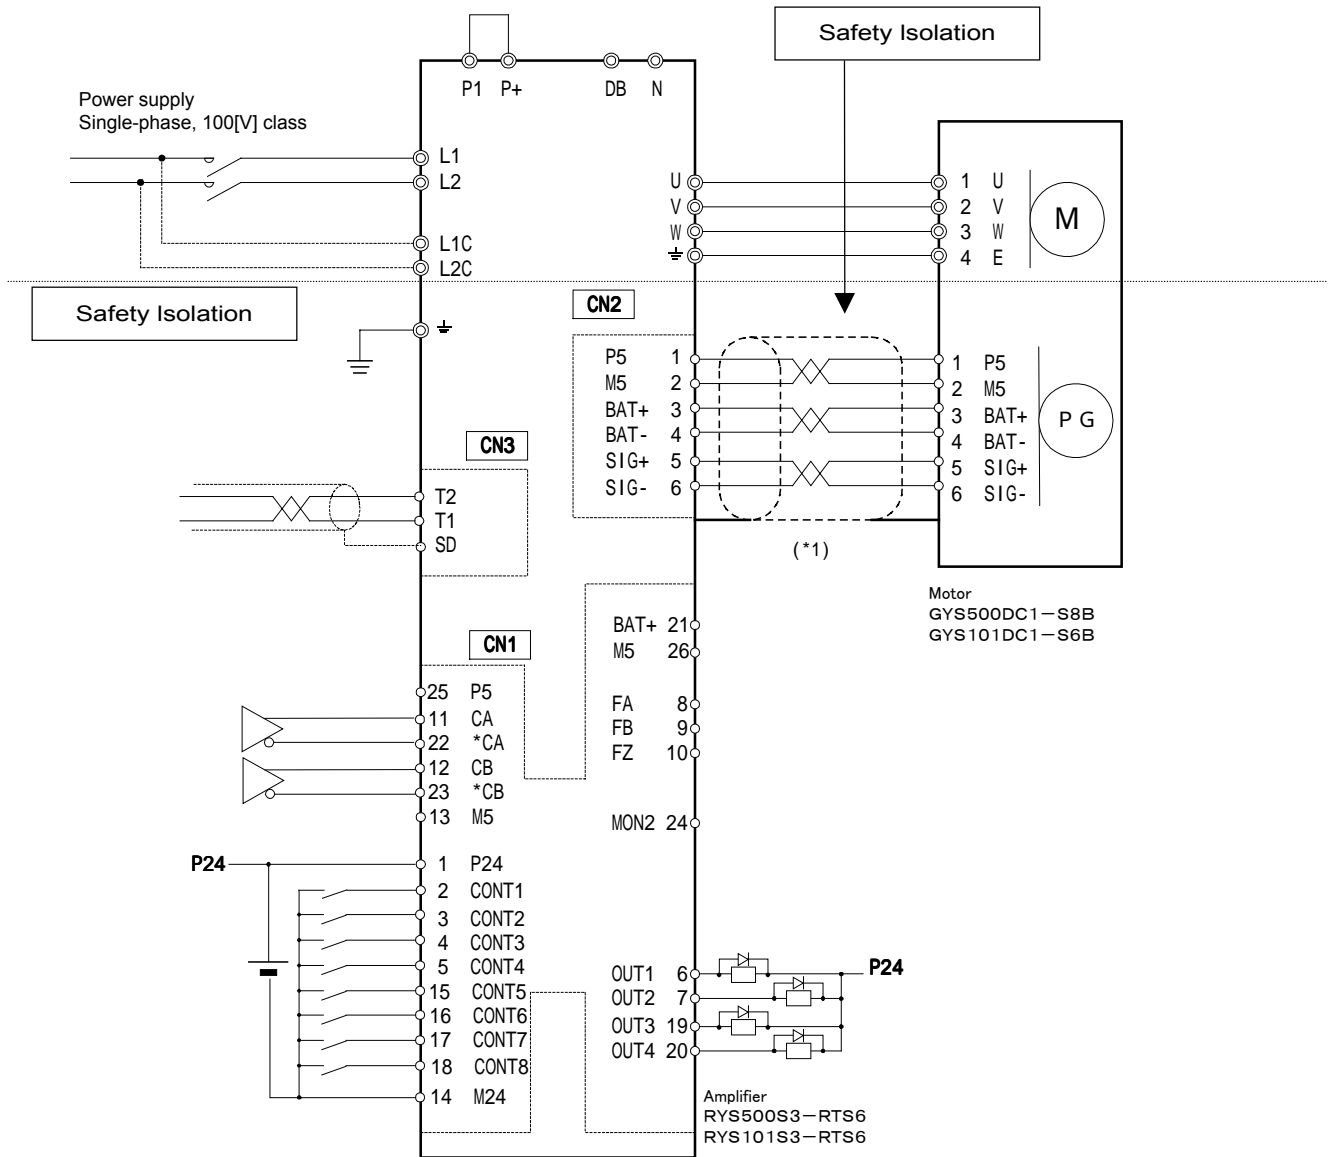 Safety Isolation
P1 P+ DB N
Power supply
Single-phase, 100[V] class
L1
L2
L1C
L2C
U
V
W
1 U
2 V
3 W
4 E
M
Safety Isolation
CN2
P5 1
M5 2
BAT+ 3
BAT- 4
SIG+ 5
SIG- 6
1 P5
2 M5
3 BAT+
4 BAT-
5 SIG+
6 SIG-
PG
(*1)
CN3
T2
T1
SD
Motor
GYS500DC1-S8B
GYS101DC1-S6B
CN1
BAT+ 21
M5 26
FA 8
FB 9
FZ 10
MON2 24
25 P5
11 CA
22 *CA
12 CB
23 *CB
13 M5
P24
1 P24
2 CONT1
3 CONT2
4 CONT3
5 CONT4
15 CONT5
16 CONT6
17 CONT7
18 CONT8
14 M24
OUT1 6
OUT2 7
OUT3 19
OUT4 20
P24
Amplifier
RYS500S3-RTS6
RYS101S3-RTS6